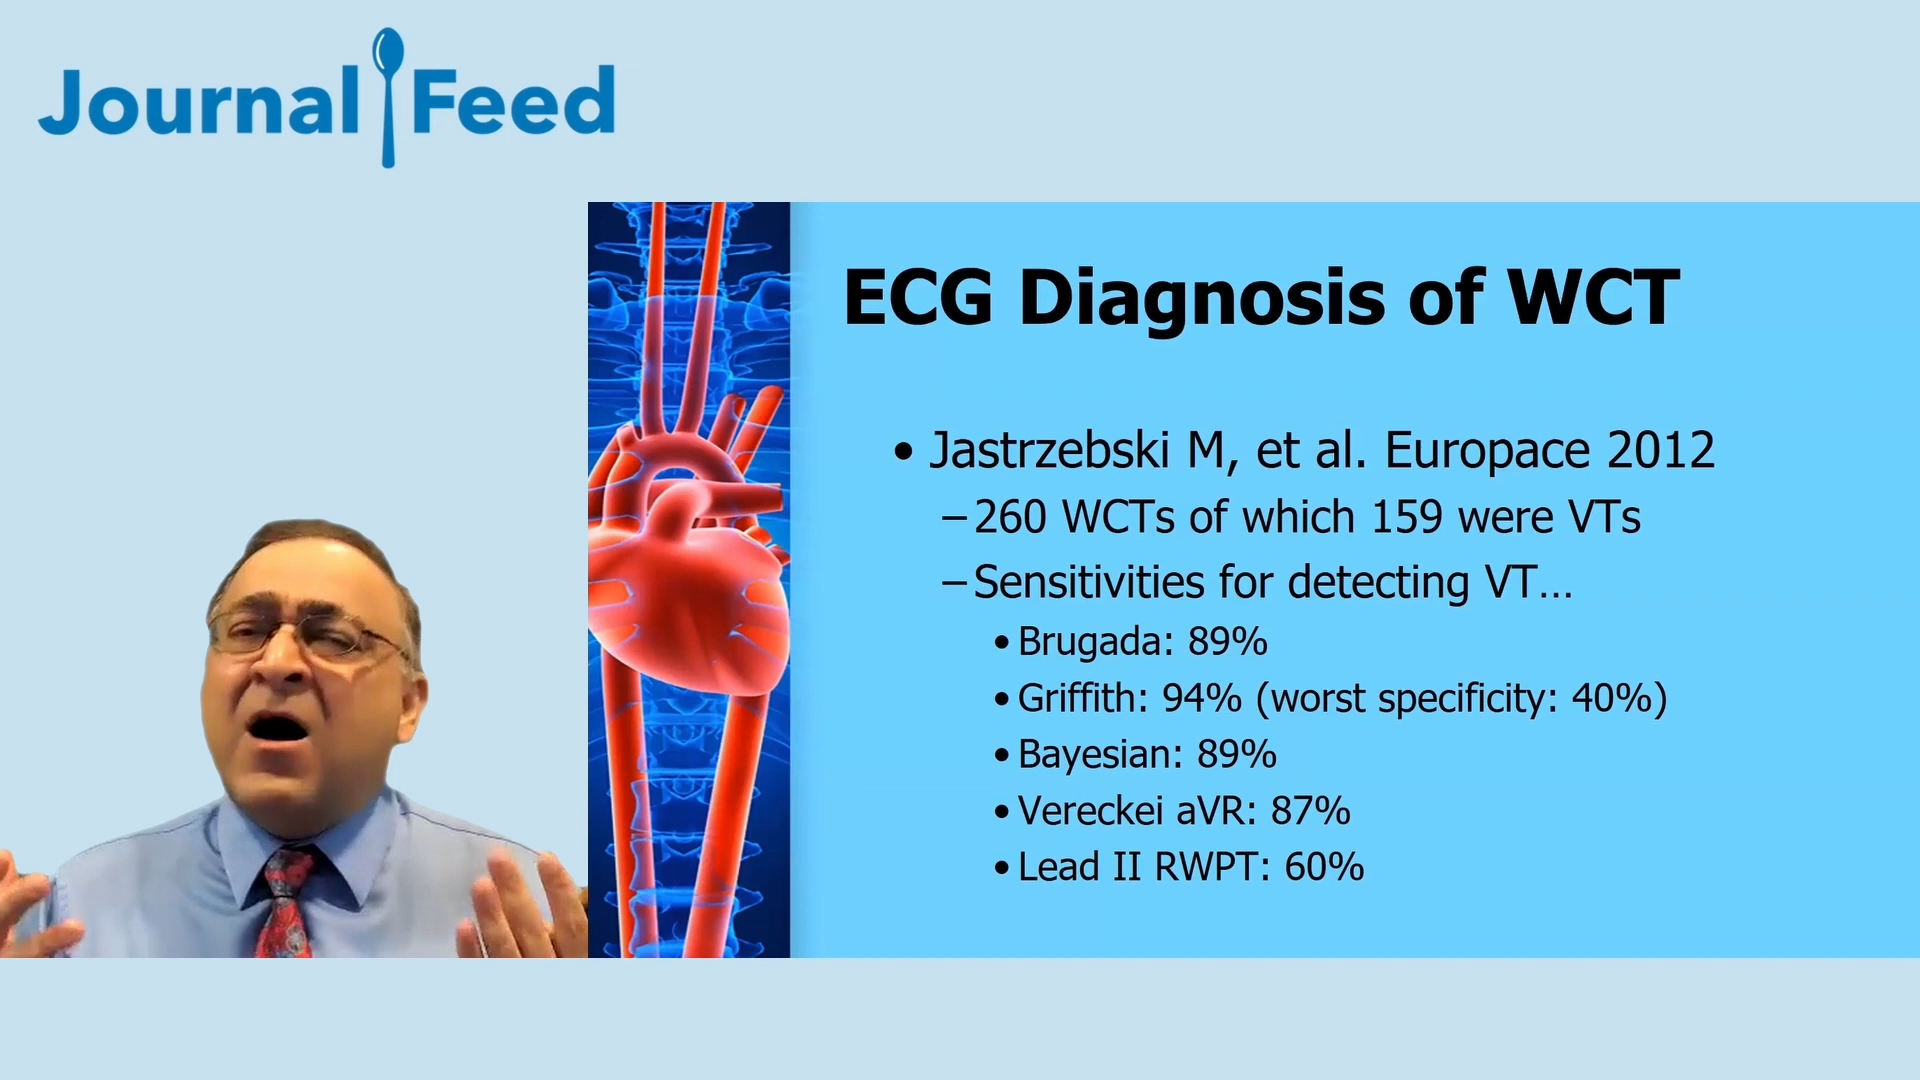 Journal Feed
ECG Diagnosis of WCT
• Jastrzebski M, et al. Europace 2012
–260 WCTs of which 159 were VTs
–Sensitivities for detecting VT...
• Brugada: 89%
• Griffith: 94% (worst specificity: 40%)
• Bayesian: 89%
• Vereckei aVR: 87%
• Lead II RWPT: 60%